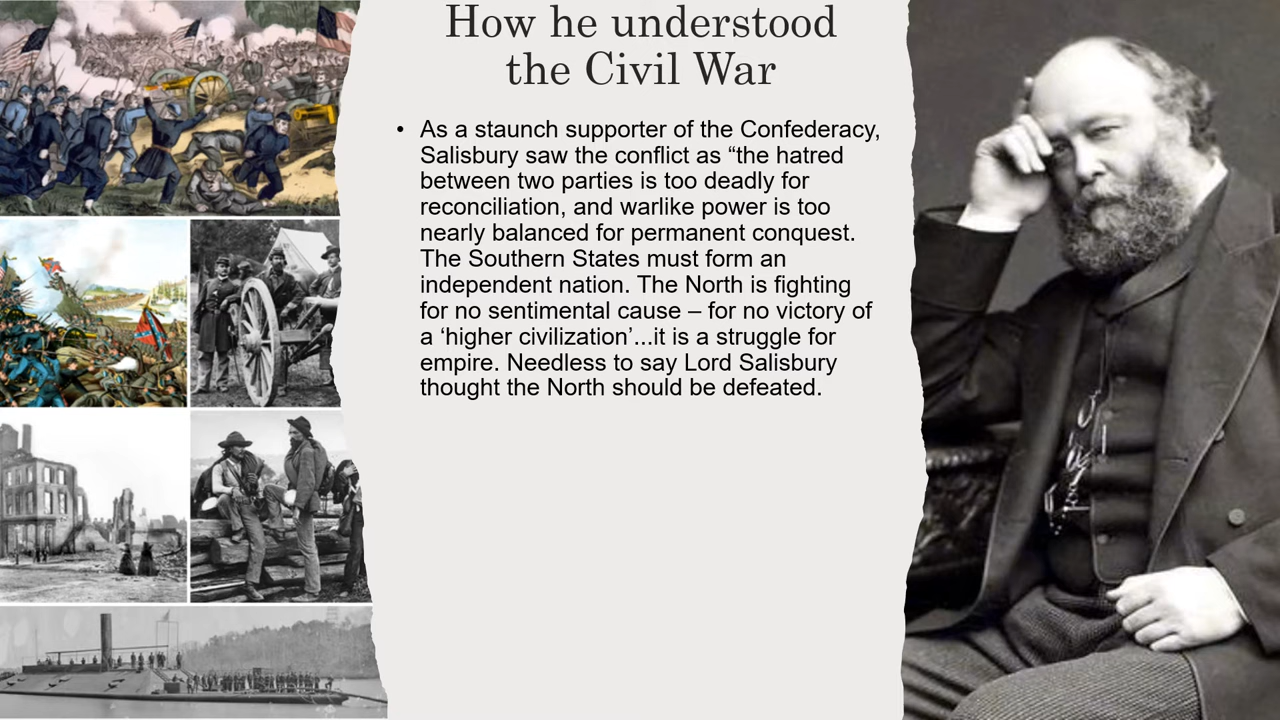 How he understood
the Civil War
• As a staunch supporter of the Confederacy,
Salisbury saw the conflict as “the hatred
between two parties is too deadly for
reconciliation, and warlike power is too
nearly balanced for permanent conquest.
The Southern States must form an
independent nation. The North is fighting
for no sentimental cause – for no victory of
a ‘higher civilization’...it is a struggle for
empire. Needless to say Lord Salisbury
thought the North should be defeated.